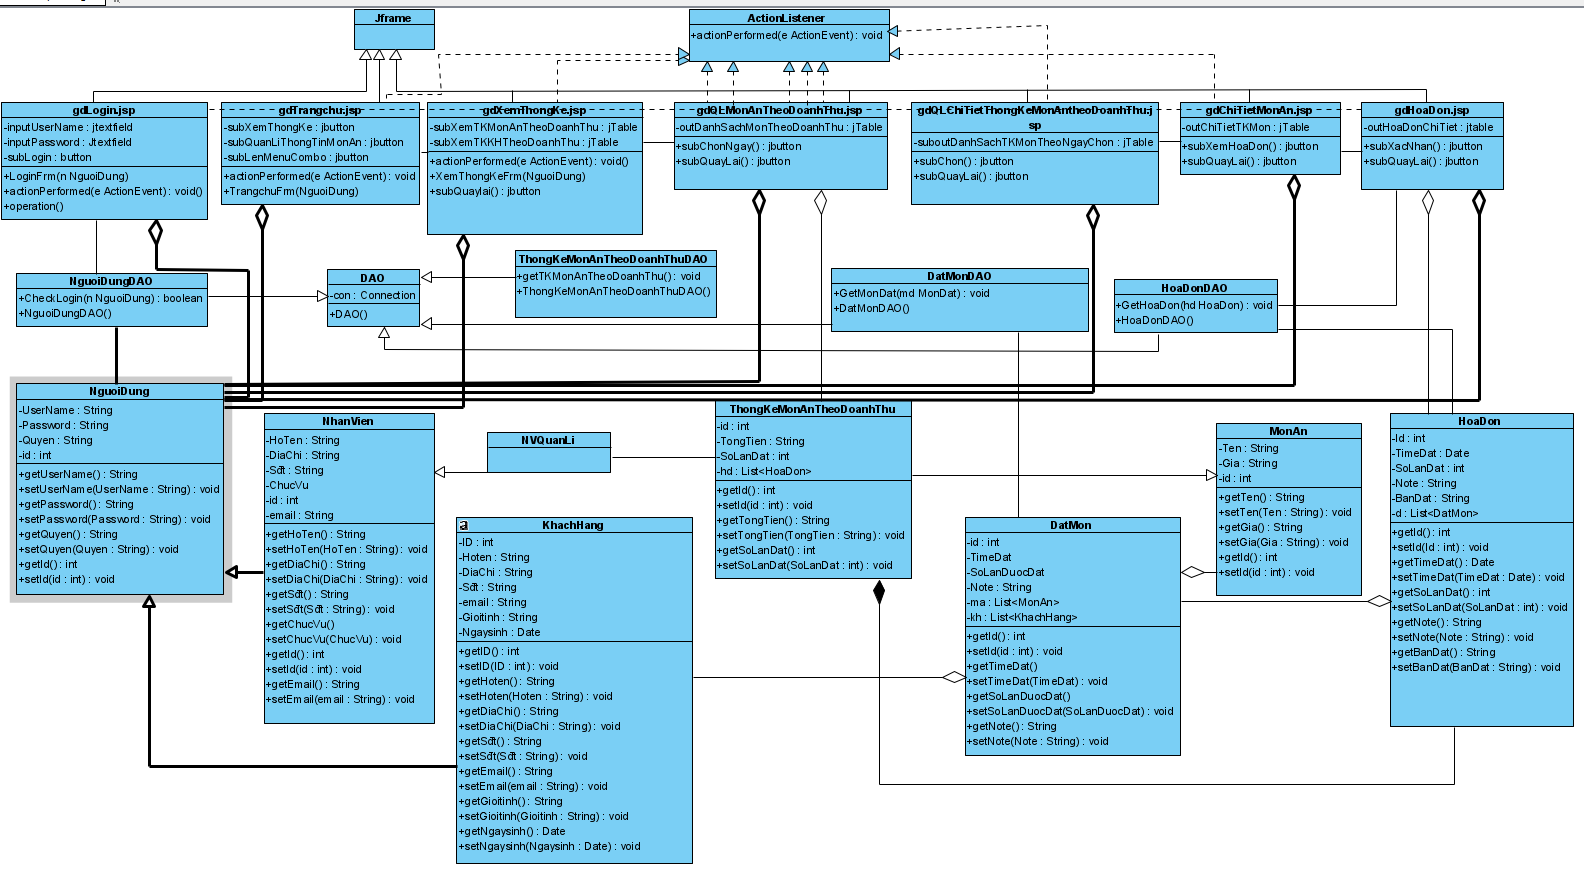 Jframe
ActionListener
+actionPerformed(e ActionEvent) : void
gdLogin.jsp
-inputUserName : jtextfield
-inputPassword : Jtextfield
-subLogin : button
+LoginFrm(n NguoiDung)
+actionPerformed(e ActionEvent) : void()
+operation()
gdTrangchu.jsp
-subXemThongKe : jbutton
-subQuanLiThongTinMonAn : jbutton
-subLenMenuCombo : jbutton
+actionPerformed(e ActionEvent) : void
+TrangchuFrm(NguoiDung)
gdXemThongKe.jsp
-subXemTKMonAnTheoDoanhThu : jTable
-subXemTKKHTheoDoanhThu : jTable
+actionPerformed(e ActionEvent) : void()
+XemThongKeFrm(NguoiDung)
+subQuaylai() : jbutton
gdQLMonAnTheoDoanhThu.jsp
-outDanhSachMonTheoDoanhThu : jTable
+subChonNgay() : jbutton
+subQuayLai() : jbutton
gdQLChiTietThongKeMonAntheoDoanhThu.j
sp
-suboutDanhSachTKMonTheoNgayChon : jTable
+subChon() : jbutton
+subQuayLai() : jbutton
gdChiTietMonAn.jsp
-outChiTietTKMon : jTable
+subXemHoaDon() : jbutton
+subQuayLai() : jbutton
gdHoaDon.jsp
-outHoaDonChiTiet : jtable
+subXacNhan() : jbutton
+subQuayLai() : jbutton
NguoiDungDAO
+CheckLogin(n NguoiDung) : boolean
+NguoiDungDAO()
DAO
-con : Connection
+DAO()
ThongKeMonAnTheoDoanhThuDAO
+getTKMonAnTheoDoanhThu() : void
+ThongKeMonAnTheoDoanhThuDAO()
DatMonDAO
+GetMonDat(md MonDat) : void
+DatMonDAO()
HoaDonDAO
+GetHoaDon(hd HoaDon) : void
+HoaDonDAO()
NguoiDung
-UserName : String
-Password : String
-Quyen : String
-id : int
+getUserName() : String
+setUserName(UserName : String) : void
+getPassword() : String
+setPassword(Password : String) : void
+getQuyen() : String
+setQuyen(Quyen : String) : void
+getId() : int
+setId(id : int) : void
NhanVien
-HoTen : String
-DiaChi : String
-Sđt : String
-ChucVu
-id : int
-email : String
+getHoTen() : String
+setHoTen(HoTen : String) : void
+getDiaChi() : String
+setDiaChi(DiaChi : String) : void
+getSđt() : String
+setSđt(Sđt : String) : void
+getChucVu()
+setChucVu(ChucVu) : void
+getId() : int
+setId(id : int) : void
+getEmail() : String
+setEmail(email : String) : void
NVQuanLi
a
KhachHang
-ID : int
-Hoten : String
-DiaChi : String
-Sđt : String
-email : String
-Gioitinh : String
-Ngaysinh : Date
+getID() : int
+setID(ID : int) : void
+getHoten() : String
+setHoten(Hoten : String) : void
+getDiaChi() : String
+setDiaChi(DiaChi : String) : void
+getSđt() : String
+setSđt(Sđt : String) : void
+getEmail() : String
+setEmail(email : String) : void
+getGioitinh() : String
+setGioitinh(Gioitinh : String) : void
+getNgaysinh() : Date
+setNgaysinh(Ngaysinh : Date) : void
ThongKeMonAnTheoDoanhThu
-id : int
-TongTien : String
-SoLanDat : int
-hd : List<HoaDon>
+getId() : int
+setId(id : int) : void
+getTongTien() : String
+setTongTien(TongTien : String) : void
+getSoLanDat() : int
+setSoLanDat(SoLanDat : int) : void
DatMon
-id : int
-TimeDat
-SoLanDuocDat
-Note : String
-ma : List<MonAn>
-kh : List<KhachHang>
+getId() : int
+setId(id : int) : void
+getTimeDat()
+setTimeDat(TimeDat) : void
+getSoLanDuocDat()
+setSoLanDuocDat(SoLanDuocDat) : void
+getNote() : String
+setNote(Note : String) : void
MonAn
-Ten : String
-Gia : String
-id : int
+getTen() : String
+setTen(Ten : String) : void
+getGia() : String
+setGia(Gia : String) : void
+getId() : int
+setId(id : int) : void
HoaDon
-Id : int
-TimeDat : Date
-SoLanDat : int
-Note : String
-BanDat : String
-d : List<DatMon>
+getId() : int
+setId(Id : int) : void
+getTimeDat() : Date
+setTimeDat(TimeDat : Date) : void
+getSoLanDat() : int
+setSoLanDat(SoLanDat : int) : void
+getNote() : String
+setNote(Note : String) : void
+getBanDat() : String
+setBanDat(BanDat : String) : void